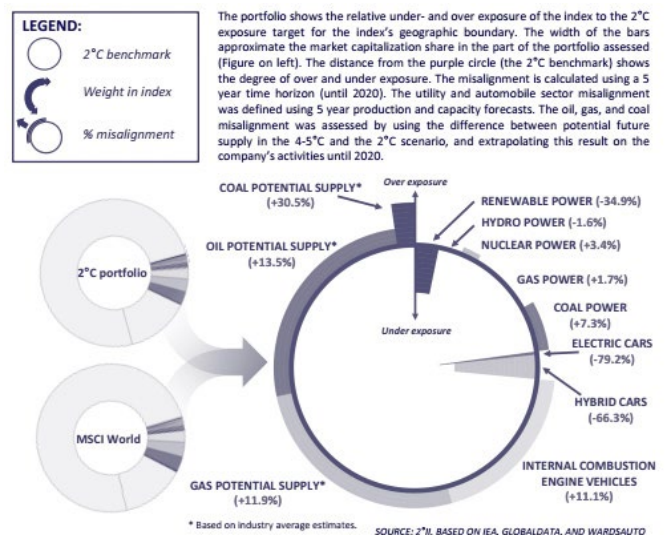 LEGEND:
2°C benchmark
Weight in index
% misalignment
The portfolio shows the relative under- and over exposure of the index to the 2°C
exposure target for the index's geographic boundary. The width of the bars
approximate the market capitalization share in the part of the portfolio assessed
(Figure on left). The distance from the purple circle (the 2°C benchmark) shows
the degree of over and under exposure. The misalignment is calculated using a 5
year time horizon (until 2020). The utility and automobile sector misalignment
was defined using 5 year production and capacity forecasts. The oil, gas, and coal
misalignment was assessed by using the difference between potential future
supply in the 4-5°C and the 2°C scenario, and extrapolating this result on the
company's activities until 2020.
COAL POTENTIAL SUPPLY*
(+30.5%)
Over exposure
RENEWABLE POWER (-34.9%)
HYDRO POWER (-1.6%)
NUCLEAR POWER (+3.4%)
OIL POTENTIAL SUPPLY*
(+13.5%)
GAS POWER (+1.7%)
2°C portfolio
COAL POWER
(+7.3%)
Under exposure
ELECTRIC CARS
(-79.2%)
HYBRID CARS
(-66.3%)
MSCI World
INTERNAL COMBUSTION
ENGINE VEHICLES
(+11.1%)
GAS POTENTIAL SUPPLY*
(+11.9%)
* Based on industry average estimates.
SOURCE: 2°II, BASED ON IEA, GLOBALDATA, AND WARDSAUTO